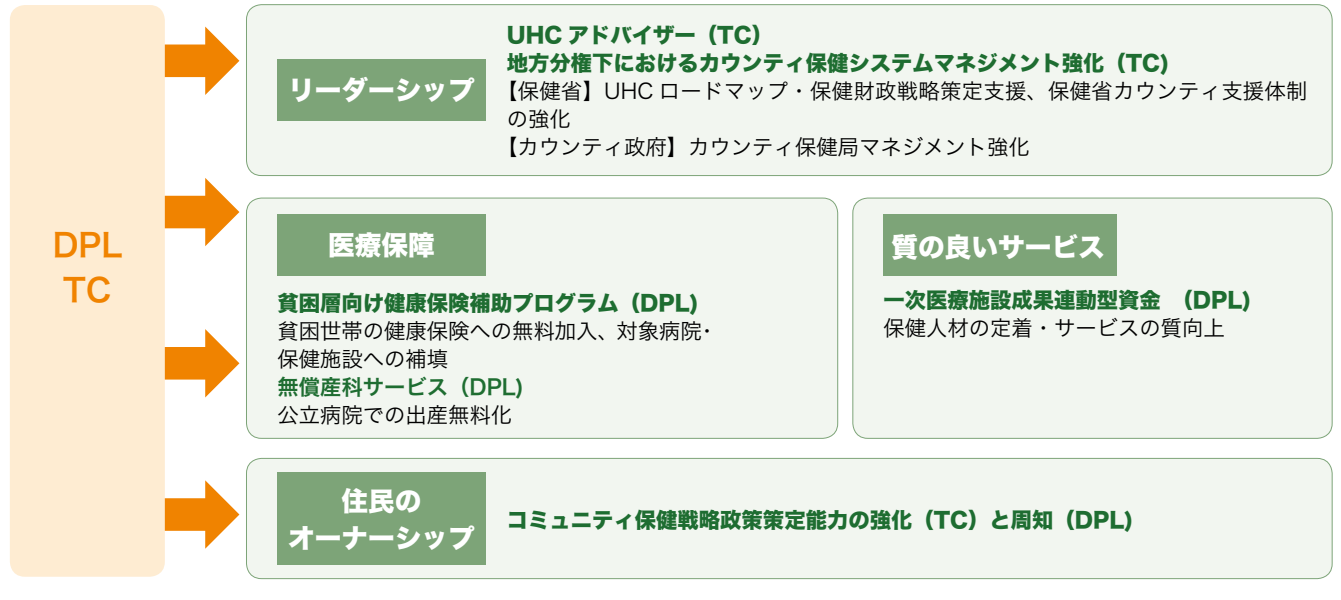 DPL
TC
リーダーシップ
UHC アドバイザー（TC）
地方分権下におけるカウンティ保健システムマネジメント強化（TC）
【保健省】UHC ロードマップ・保健財政戦略策定支援、保健省カウンティ支援体制
の強化
【カウンティ政府】カウンティ保健局マネジメント強化
医療保障
貧困層向け健康保険補助プログラム（DPL)
貧困世帯の健康保険への無料加入、対象病院・
保健施設への補填
無償産科サービス（DPL)
公立病院での出産無料化
質の良いサービス
一次医療施設成果連動型資金　（DPL)
保健人材の定着・サービスの質向上
住民の
オーナーシップ
コミュニティ保健戦略政策策定能力の強化（TC）と周知（DPL)